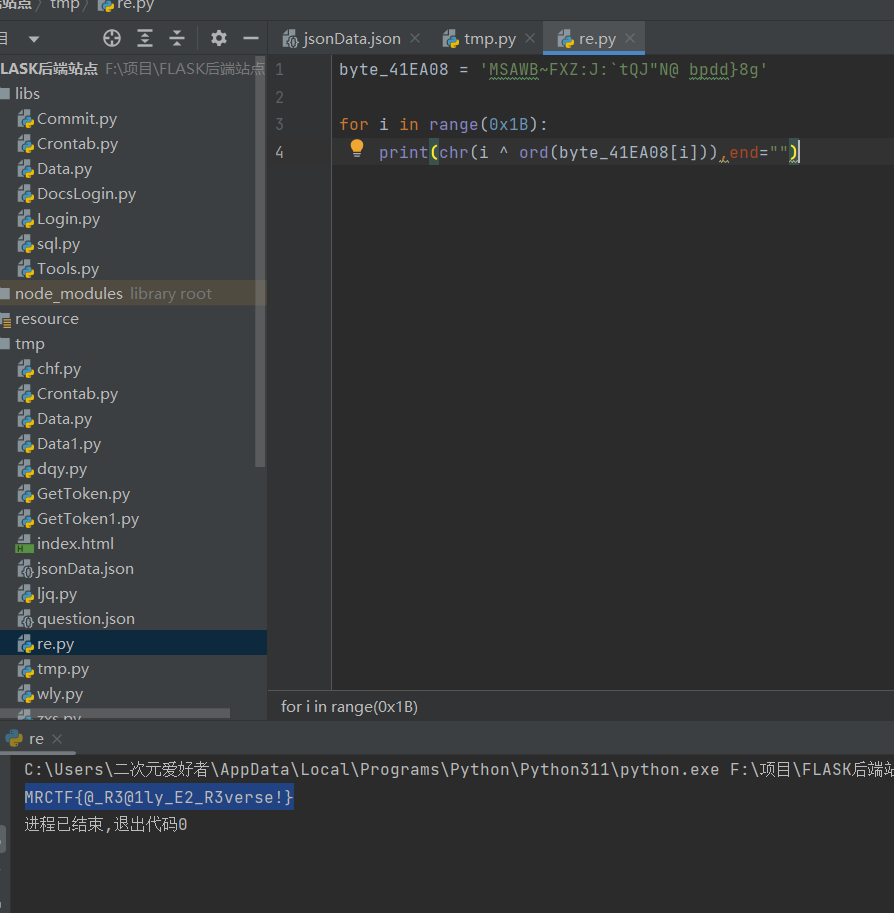 tmp
re.py
jsonData.json
tmp.py
re.py
LASK后端站点 F:\项目\FLASK后端站点
libs
Commit.py
Crontab.py
Data.py
DocsLogin.py
Login.py
sql.py
Tools.py
node_modules library root
resource
tmp
chf.py
Crontab.py
Data.py
Data1.py
dqy.py
GetToken.py
GetToken1.py
index.html
jsonData.json
ljq.py
question.json
re.py
tmp.py
wly.py
zxs.py
1 byte_41EA08 = 'MSAWB~FXZ:J:`tQJ"N@ bpdd}8g'
2
3 for i in range(0x1B):
4 print(chr(i ^ ord(byte_41EA08[i])),end="")
for i in range(0x1B)
re
C:\Users\二次元爱好者\AppData\Local\Programs\Python\Python311\python.exe F:\项目\FLASK后端站
MRCTF{@_R3@1ly_E2_R3verse!}
进程已结束,退出代码0